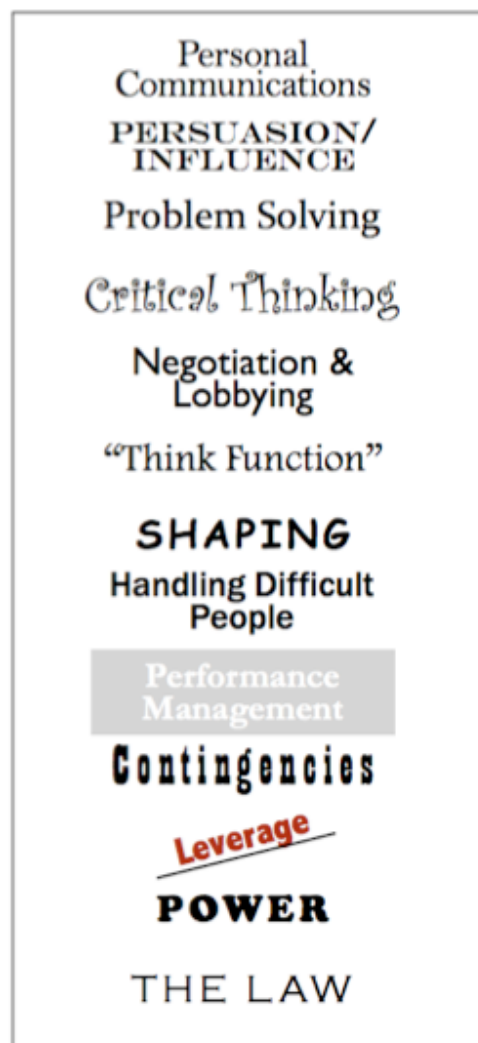 Personal
Communications
PERSUASION/
INFLUENCE
Problem Solving
Critical Thinking
Negotiation &
Lobbying
“Think Function”
SHAPING
Handling Difficult
People
Performance
Management
Contingencies
Leverage
POWER
THE LAW